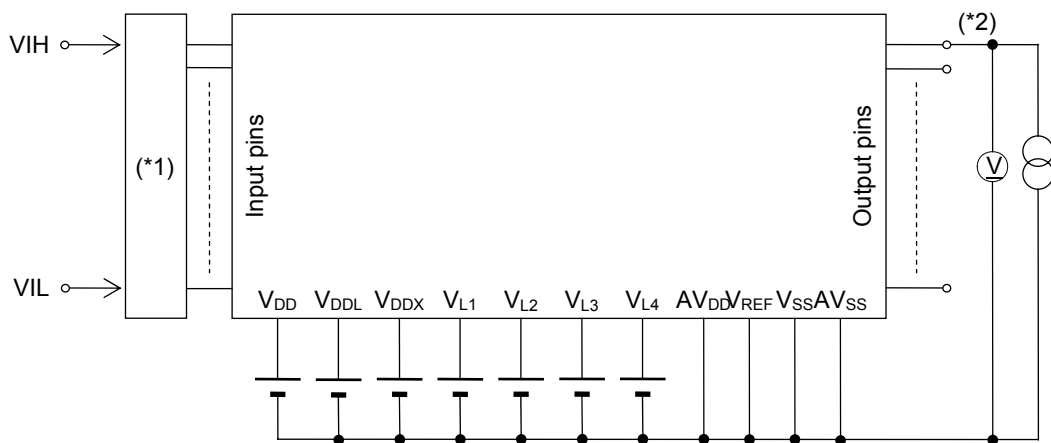 (*2)
VIH
(*1)
Input pins
Output pins
V
VIL
VDD VDDL VDDX VL1 VL2 VL3 VL4 AVDD VREF VSS AVSS